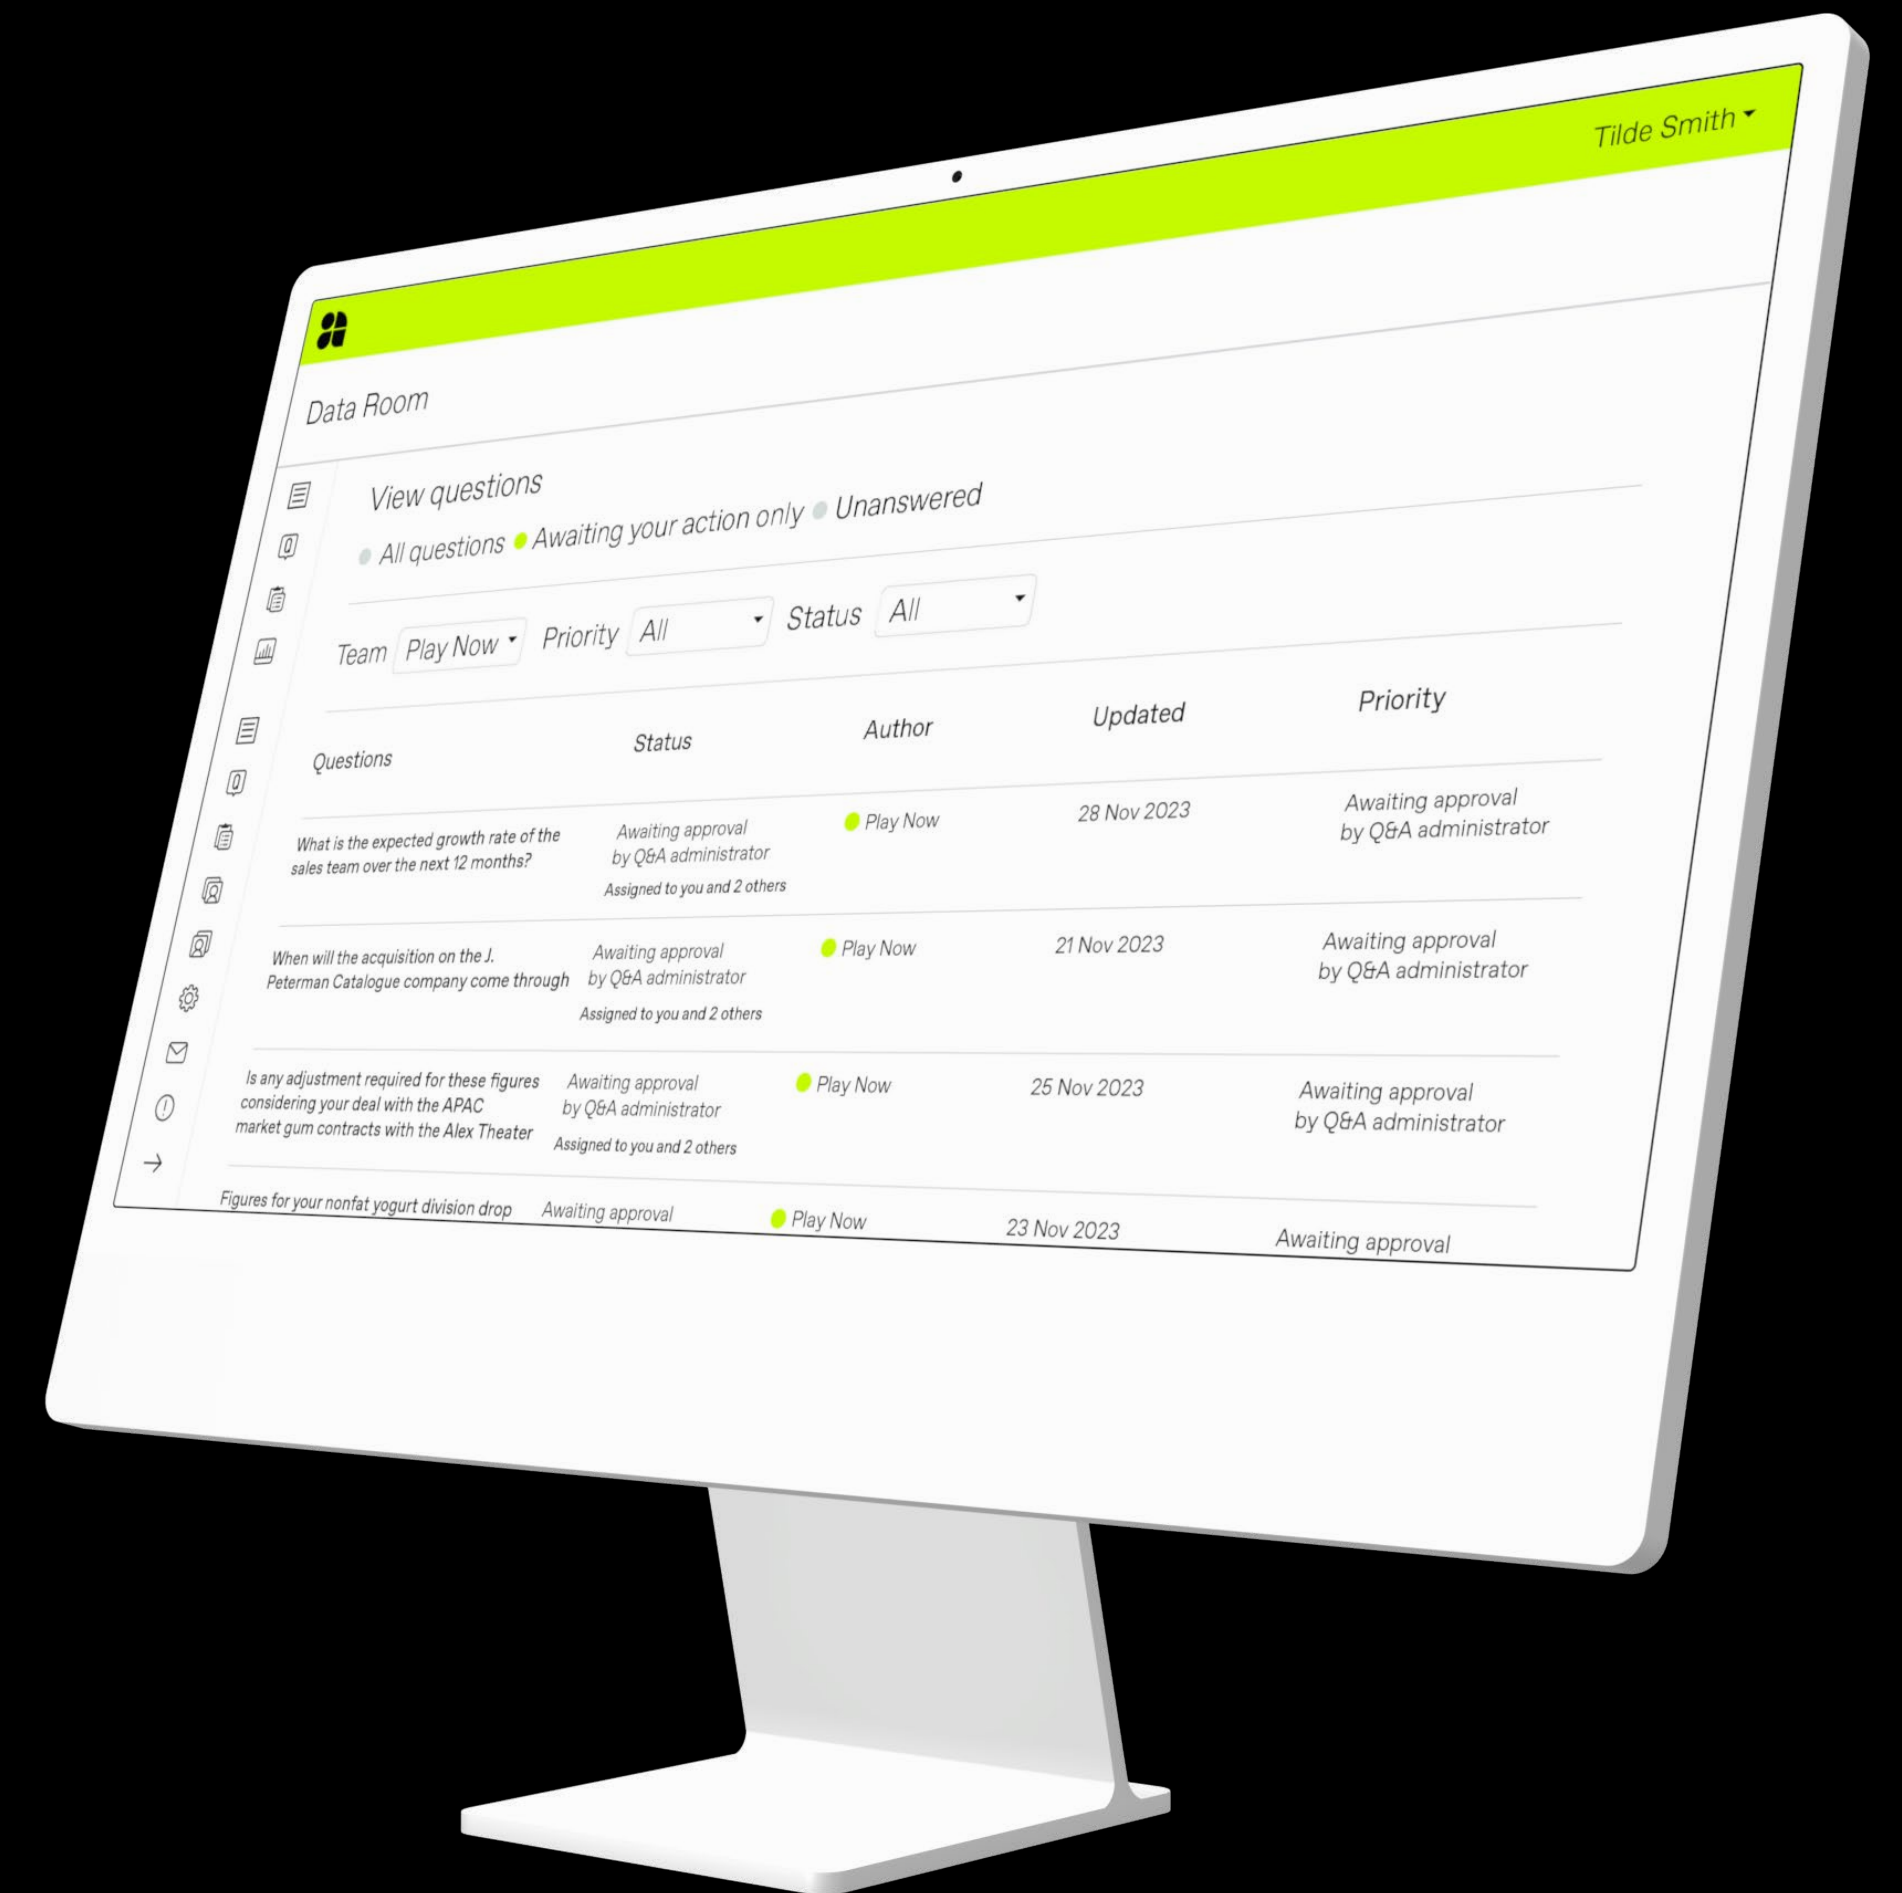 Tilde Smith
Data Room
View questions
All questions Awaiting your action only Unanswered
Team Play Now Priority All Status All
Questions Status Author Updated Priority
What is the expected growth rate of the
sales team over the next 12 months?
Awaiting approval
by Q&A administrator
Assigned to you and 2 others
Play Now
28 Nov 2023
Awaiting approval
by Q&A administrator
When will the acquisition on the J.
Peterman Catalogue company come through
Awaiting approval
by Q&A administrator
Assigned to you and 2 others
Play Now
21 Nov 2023
Awaiting approval
by Q&A administrator
Is any adjustment required for these figures
considering your deal with the APAC
market gum contracts with the Alex Theater
Awaiting approval
by Q&A administrator
Assigned to you and 2 others
Play Now
25 Nov 2023
Awaiting approval
by Q&A administrator
Figures for your nonfat yogurt division drop
Awaiting approval
Play Now
23 Nov 2023
Awaiting approval